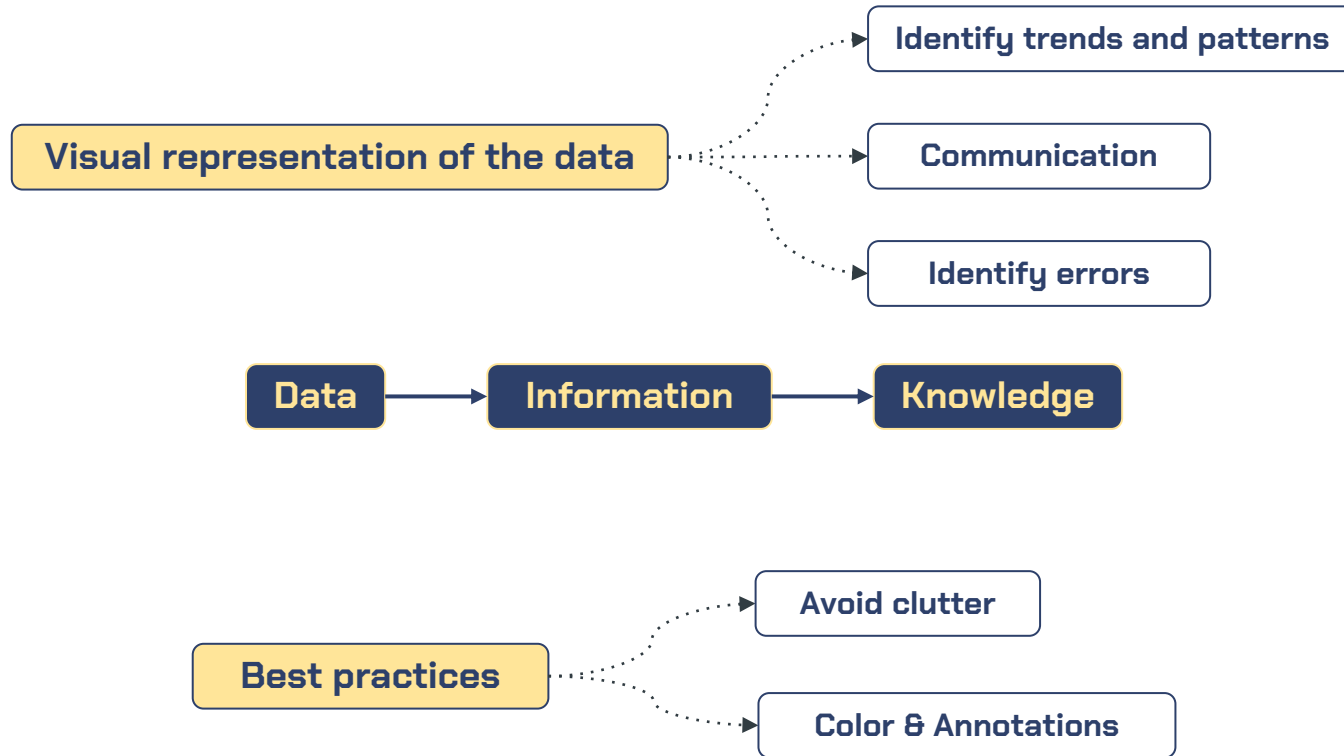 Identify trends and patterns
Visual representation of the data
Communication
Identify errors
Data
Information
Knowledge
Avoid clutter
Best practices
Color & Annotations